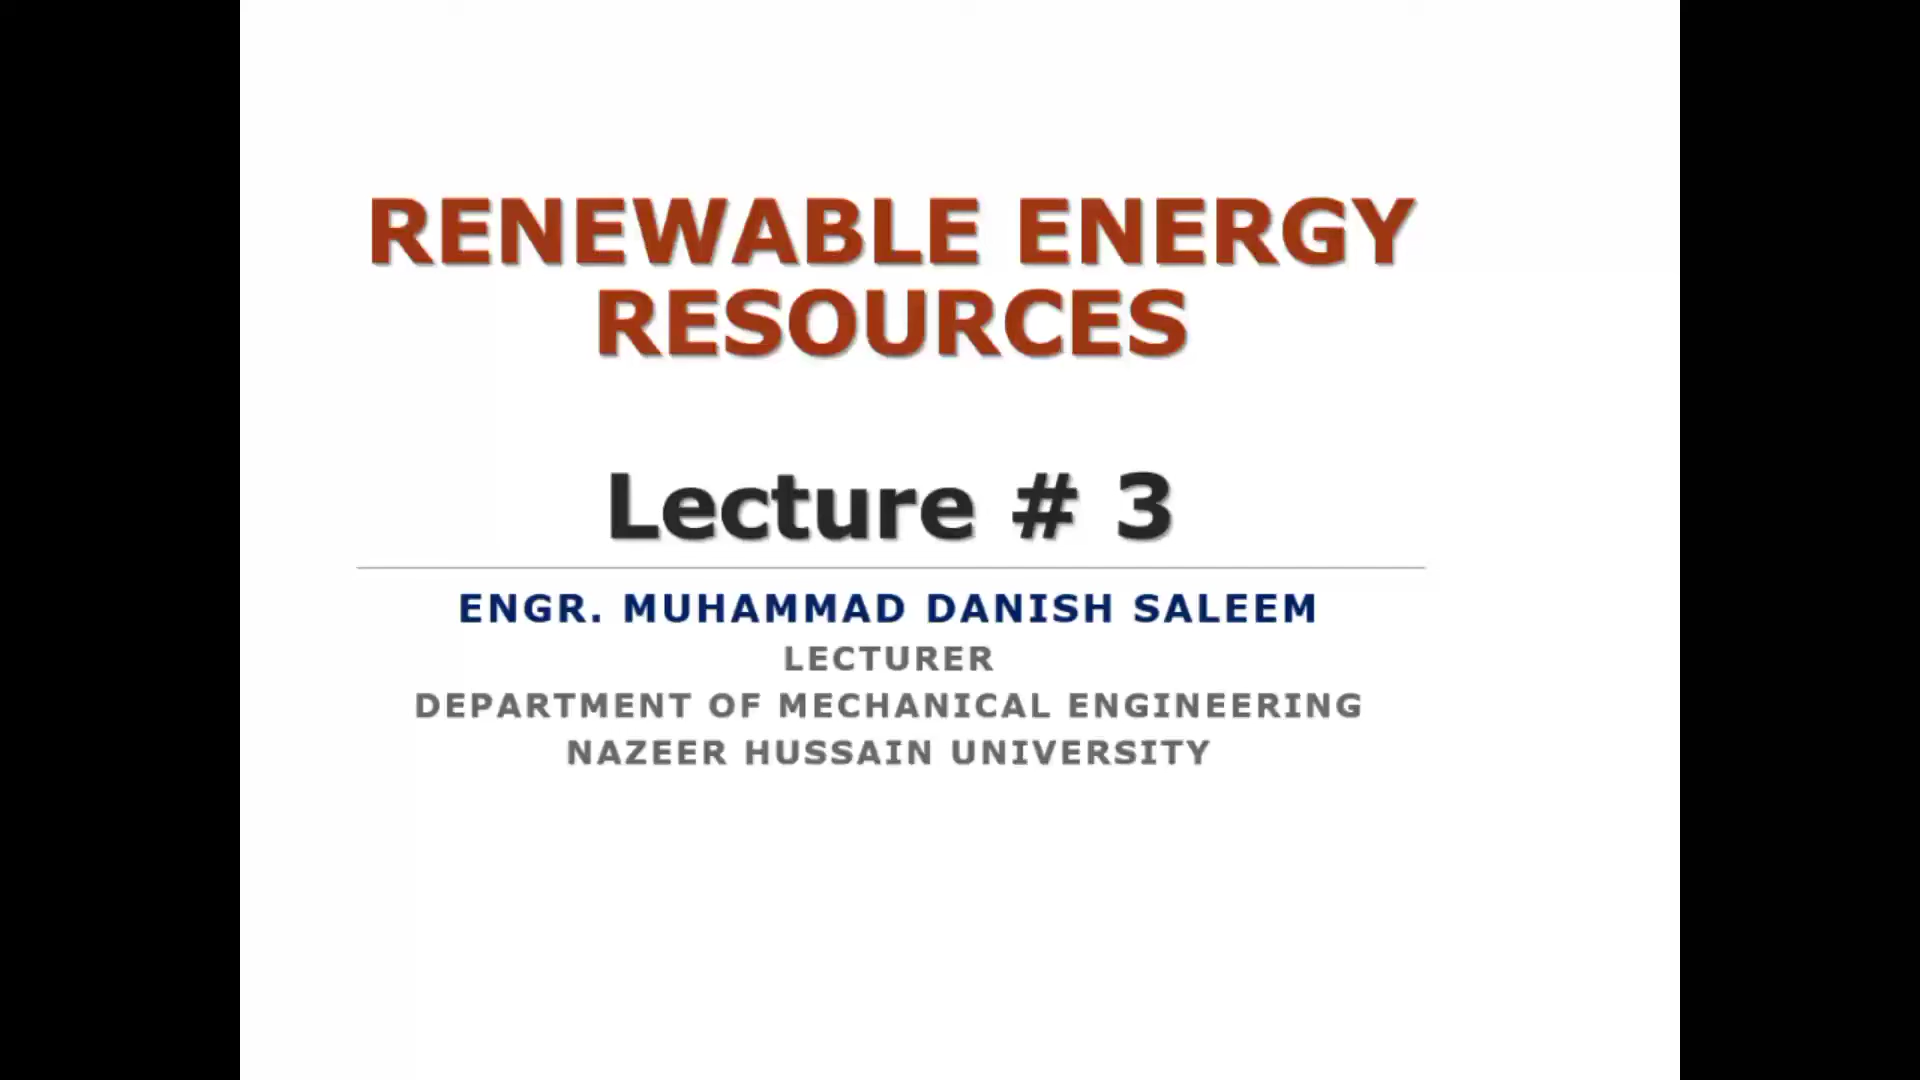 RENEWABLE ENERGY
RESOURCES
Lecture # 3
ENGR. MUHAMMAD DANISH SALEEM
LECTURER
DEPARTMENT OF MECHANICAL ENGINEERING
NAZEER HUSSAIN UNIVERSITY